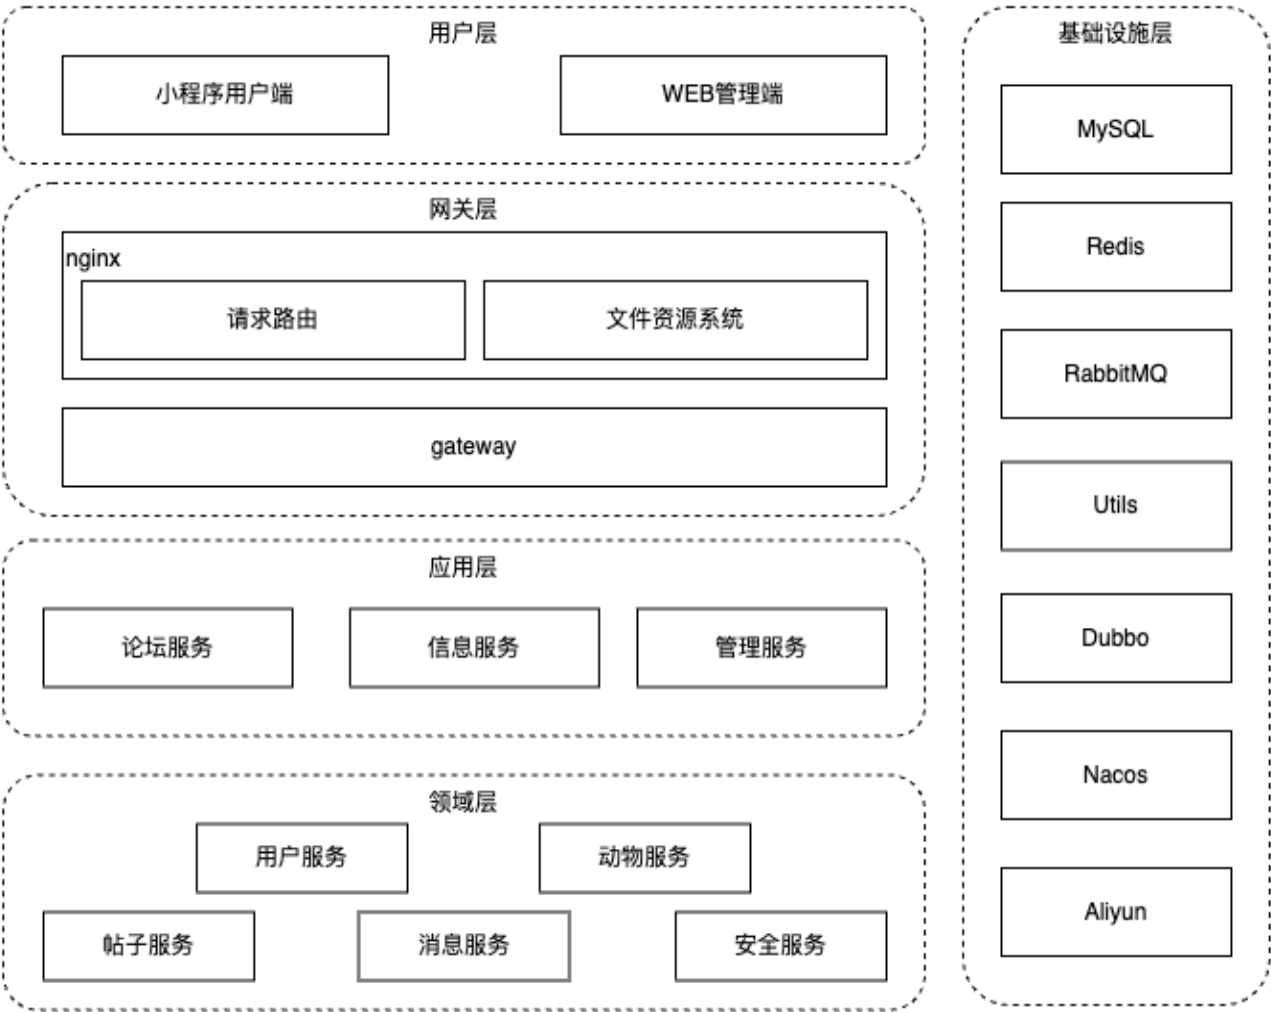 用户层
小程序用户端
WEB管理端
网关层
nginx
请求路由
文件资源系统
gateway
应用层
论坛服务
信息服务
管理服务
领域层
用户服务
动物服务
帖子服务
消息服务
安全服务
基础设施层
MySQL
Redis
RabbitMQ
Utils
Dubbo
Nacos
Aliyun